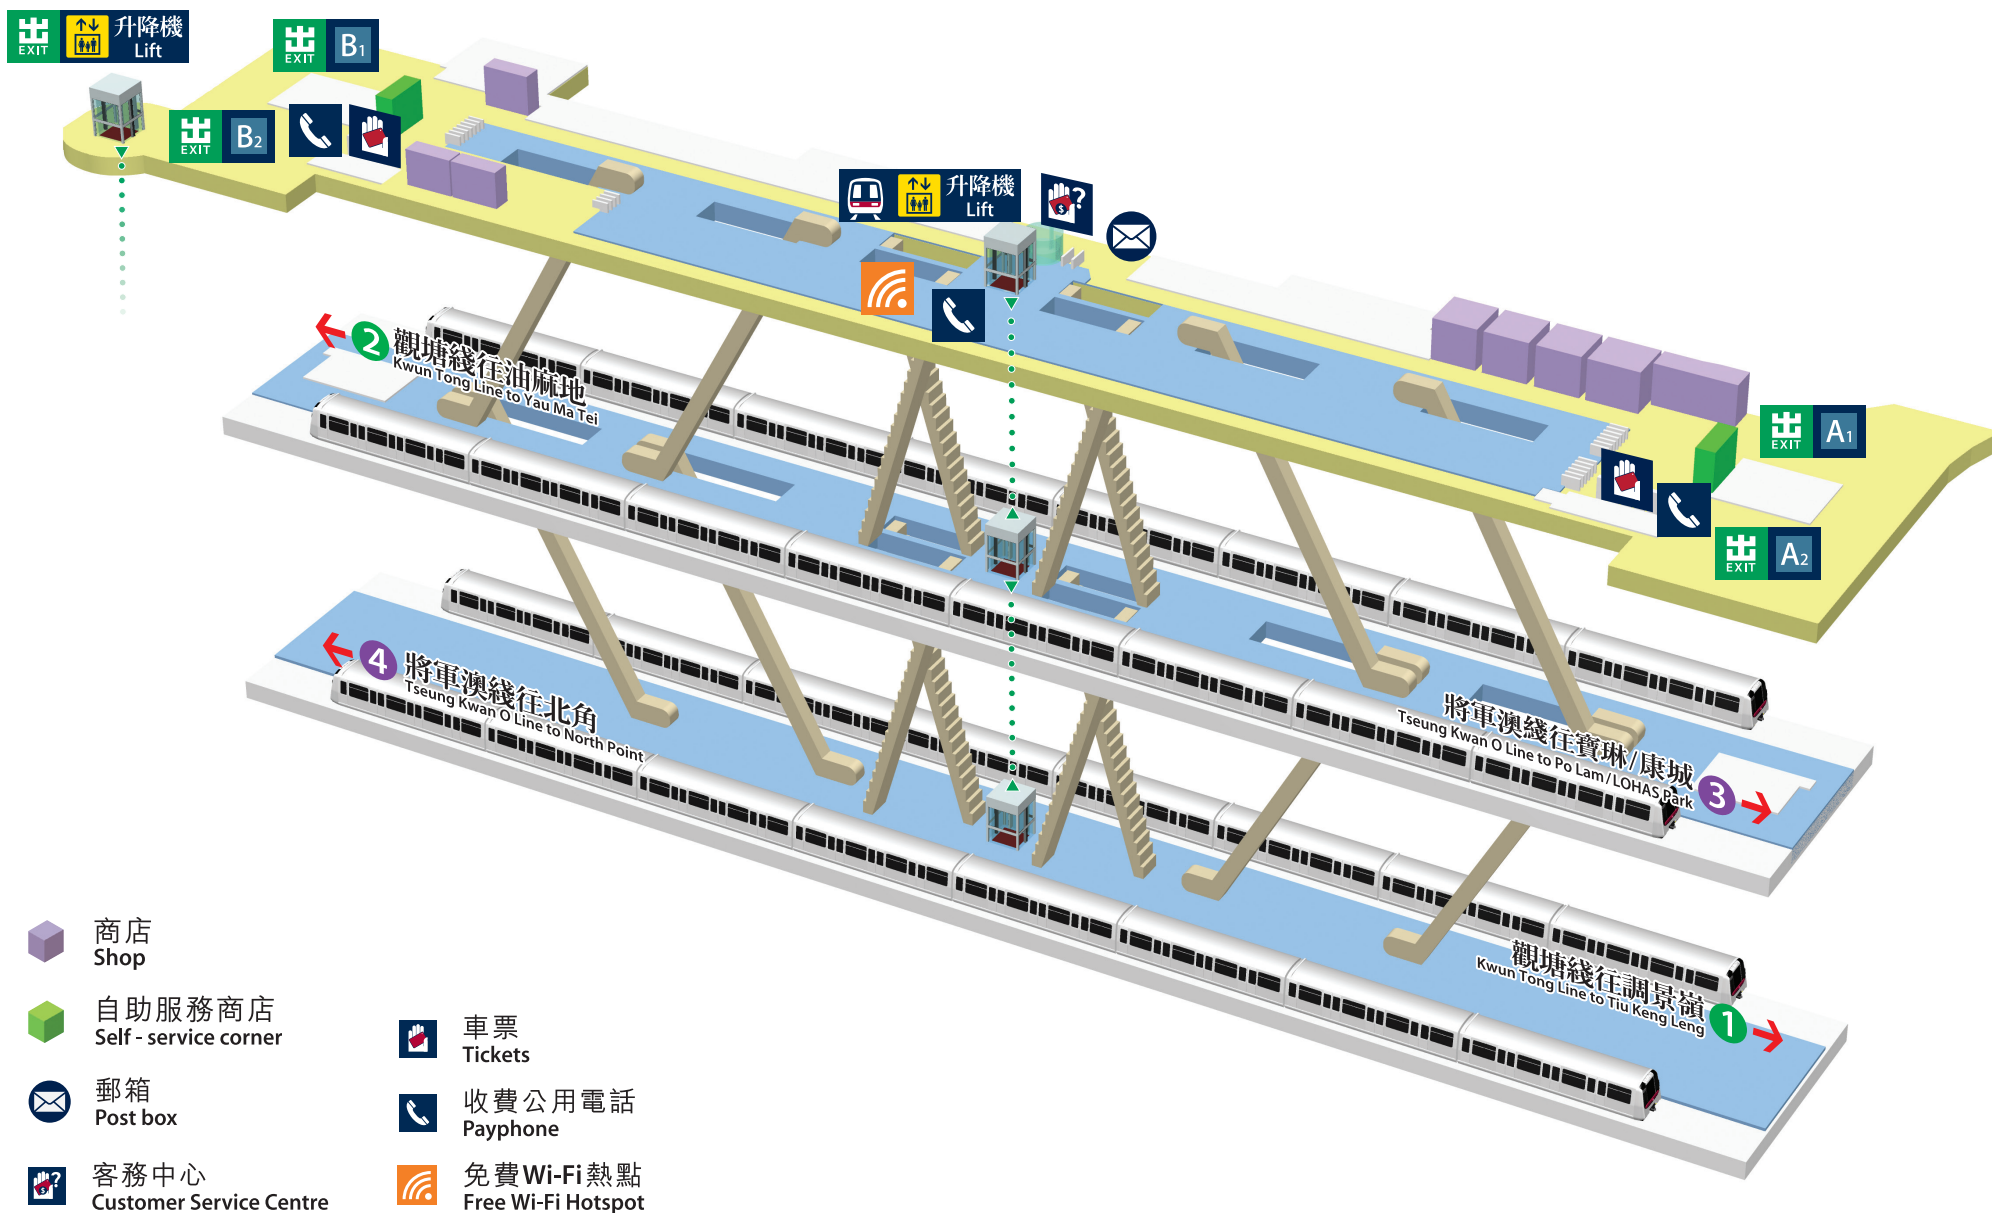 出
EXIT
升降機
Lift
出
EXIT
B1
出
EXIT
B2
升降機
Lift
?
2
觀塘綫往油麻地
Kwun Tong Line to Yau Ma Tei
出
EXIT
A1
出
EXIT
A2
4
將軍澳綫往北角
Tseung Kwan O Line to North Point
將軍澳綫往寶琳/康城
Tseung Kwan O Line to Po Lam/LOHAS Park
3
觀塘綫往調景嶺
Kwun Tong Line to Tiu Keng Leng
1
商店
Shop
自助服務商店
Self - service corner
郵箱
Post box
?
客務中心
Customer Service Centre
車票
Tickets
收費公用電話
Payphone
免費Wi-Fi熱點
Free Wi-Fi Hotspot